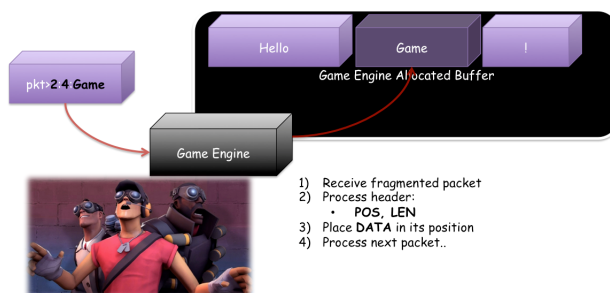 Hello
Game
!
Game Engine Allocated Buffer
pkt>2 4 Game
Game Engine
1) Receive fragmented packet
2) Process header:
• POS, LEN
3) Place DATA in its position
4) Process next packet..